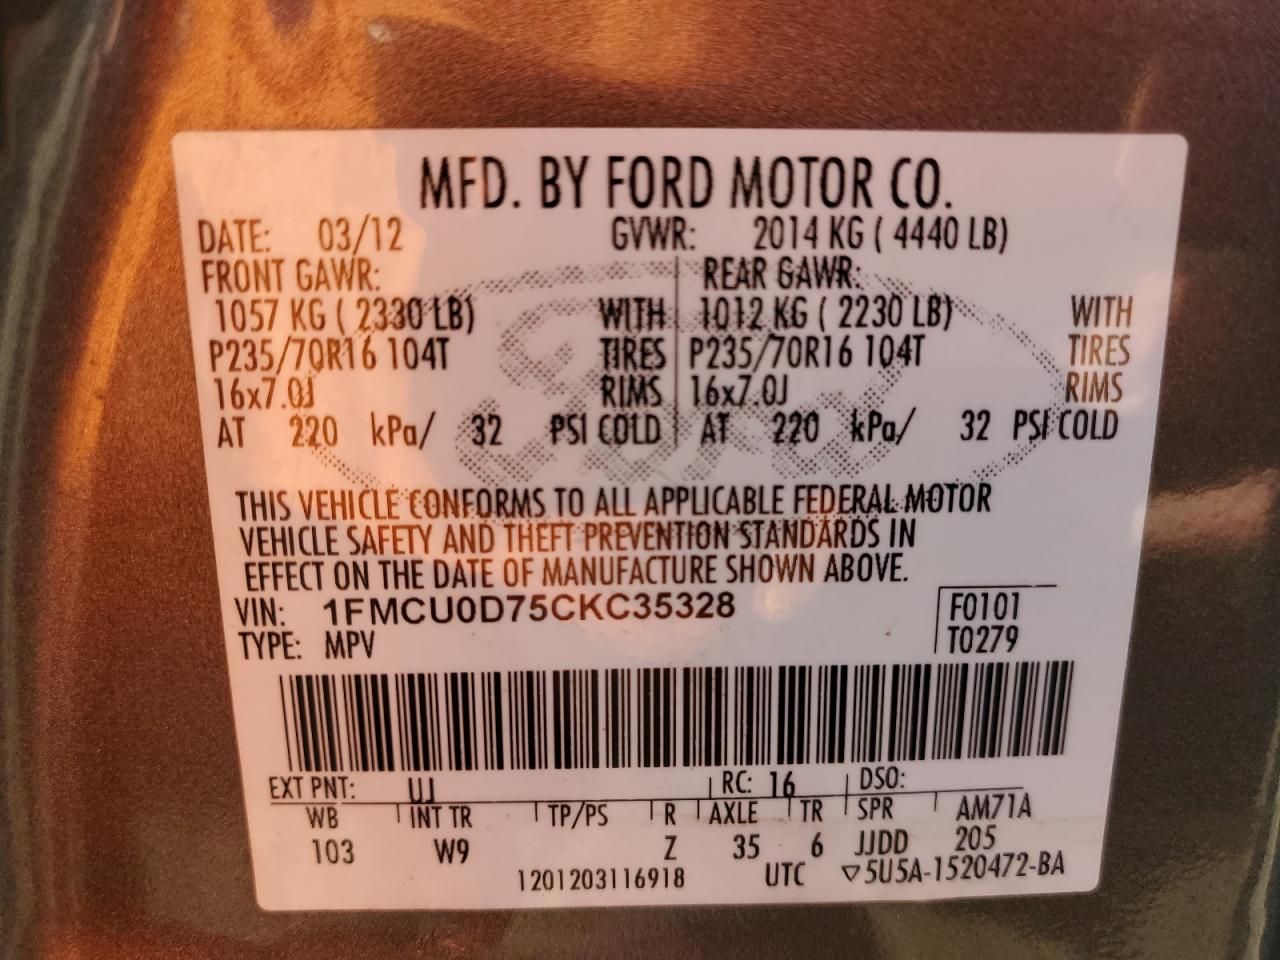 MFD. BY FORD MOTOR CO.
DATE: 03/12 GVWR: 2014 KG ( 4440 LB)
FRONT GAWR: REAR GAWR:
1057 KG ( 2330 LB) WITH 1012 KG ( 2230 LB) WITH
P235/70R16 104T TIRES P235/70R16 104T TIRES
16x7.0J RIMS 16x7.0J RIMS
AT 220 kPa/ 32 PSI COLD AT 220 kPa/ 32 PSI COLD
THIS VEHICLE CONFORMS TO ALL APPLICABLE FEDERAL MOTOR
VEHICLE SAFETY AND THEFT PREVENTION STANDARDS IN
EFFECT ON THE DATE OF MANUFACTURE SHOWN ABOVE.
VIN: 1FMCU0D75CKC35328 F0101
TYPE: MPV T0279
EXT PNT: UJ RC: 16 DSO:
WB INT TR TP/PS R AXLE TR SPR AM71A
103 W9 Z 35 6 JJDD 205
1201203116918 UTC ▽5U5A-1520472-BA
Ford